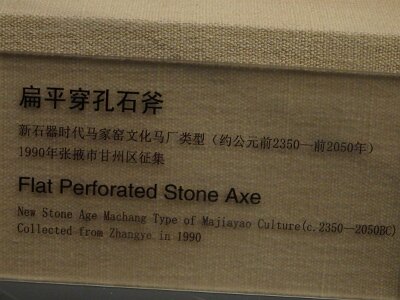 扁平穿孔石斧
新石器时代马家窑文化马厂类型（约公元前2350—前2050年）
1990年张掖市甘州区征集
Flat Perforated Stone Axe
New Stone Age Machang Type of Majiayao Culture(c.2350—2050BC)
Collected from Zhangye in 1990